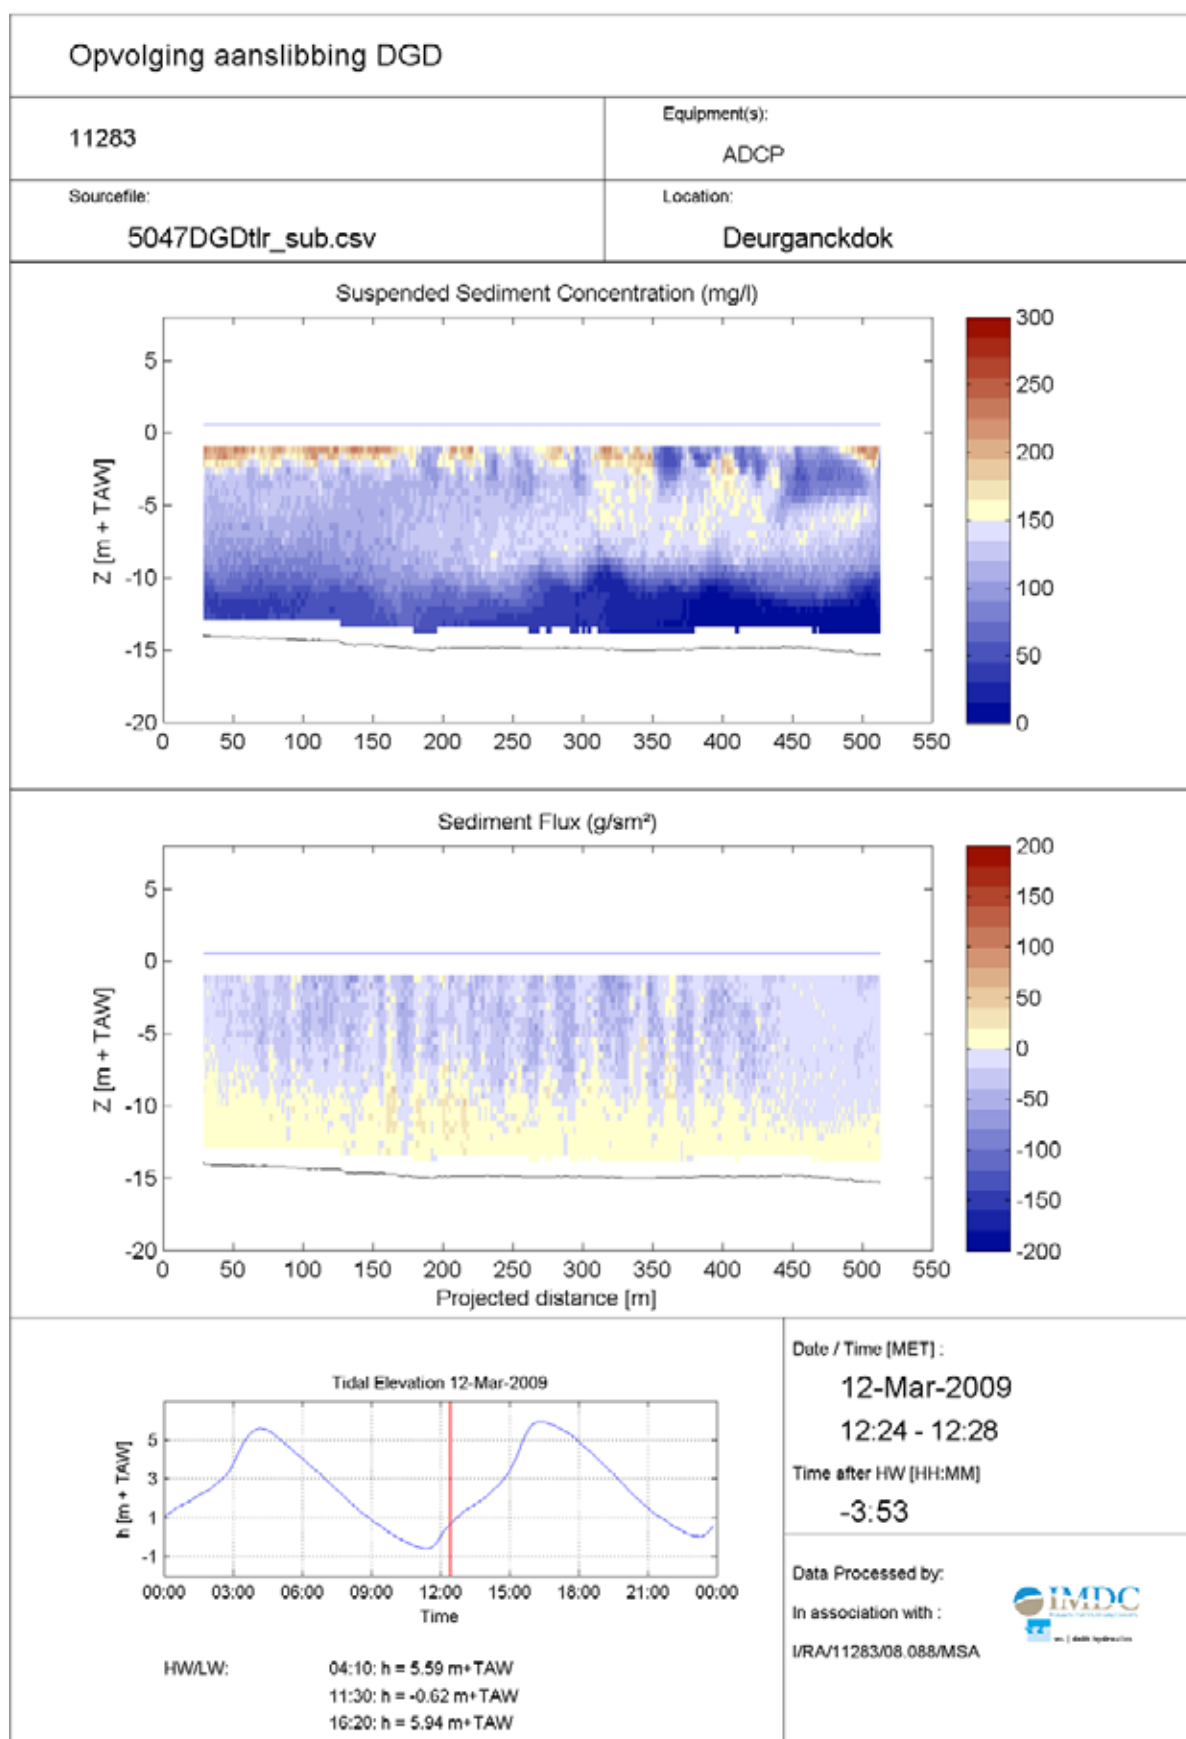 Opvolging aanslibbing DGD
11283
Equipment(s):
ADCP
Sourcefile:
5047DGDtlr_sub.csv
Location:
Deurganckdok
Suspended Sediment Concentration (mg/l)
Z [m + TAW]
5
0
-5
-10
-15
-20
0 50 100 150 200 250 300 350 400 450 500 550
300
250
200
150
100
50
0
Sediment Flux (g/sm²)
Z [m + TAW]
5
0
-5
-10
-15
-20
0 50 100 150 200 250 300 350 400 450 500 550
Projected distance [m]
200
150
100
50
0
-50
-100
-150
-200
Tidal Elevation 12-Mar-2009
h [m + TAW]
5
3
1
-1
00:00 03:00 06:00 09:00 12:00 15:00 18:00 21:00 00:00
Time
HW/LW:
04:10: h = 5.59 m+TAW
11:30: h = -0.62 m+TAW
16:20: h = 5.94 m+TAW
Date / Time [MET] :
12-Mar-2009
12:24 - 12:28
Time after HW [HH:MM]
-3:53
Data Processed by:
IMDC
In association with :
wl | delft hydraulics
I/RA/11283/08.088/MSA